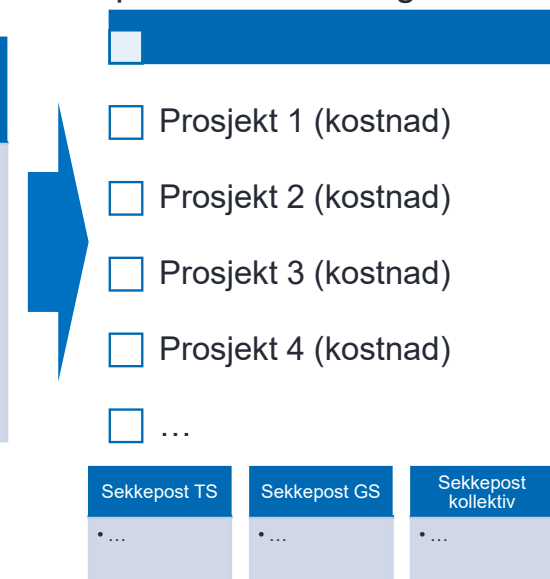 Prosjekt 1 (kostnad)
Prosjekt 2 (kostnad)
Prosjekt 3 (kostnad)
Prosjekt 4 (kostnad)
…
Sekkepost TS
• …
Sekkepost GS
• …
Sekkepost
kollektiv
• …